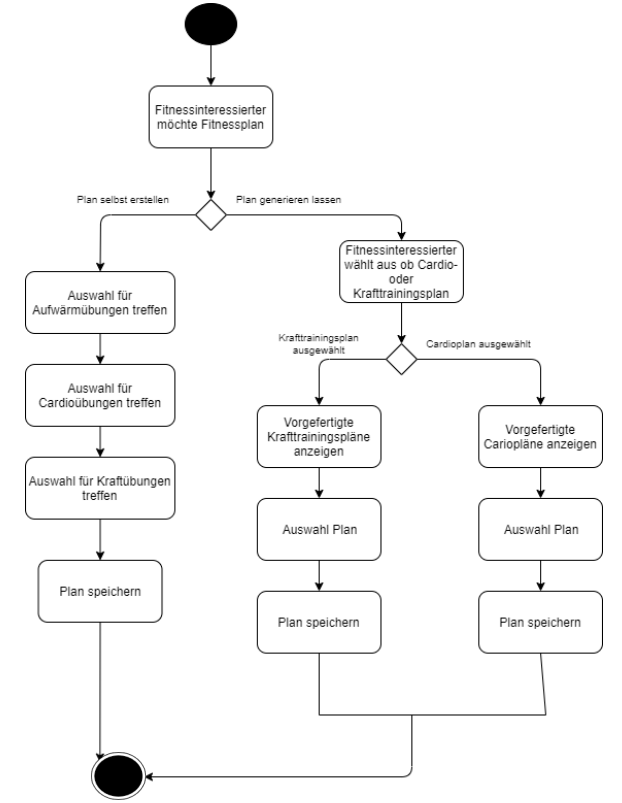 Fitnessinteressierter
möchte Fitnessplan
Plan selbst erstellen
Plan generieren lassen
Fitnessinteressierter
wählt aus ob Cardio-
oder
Krafttrainingsplan
Auswahl für
Aufwärmübungen treffen
Krafttrainingsplan
ausgewählt
Cardioplan ausgewählt
Auswahl für
Cardioübungen treffen
Vorgefertigte
Krafttrainingspläne
anzeigen
Vorgefertigte
Cariopläne anzeigen
Auswahl für Kraftübungen
treffen
Auswahl Plan
Auswahl Plan
Plan speichern
Plan speichern
Plan speichern